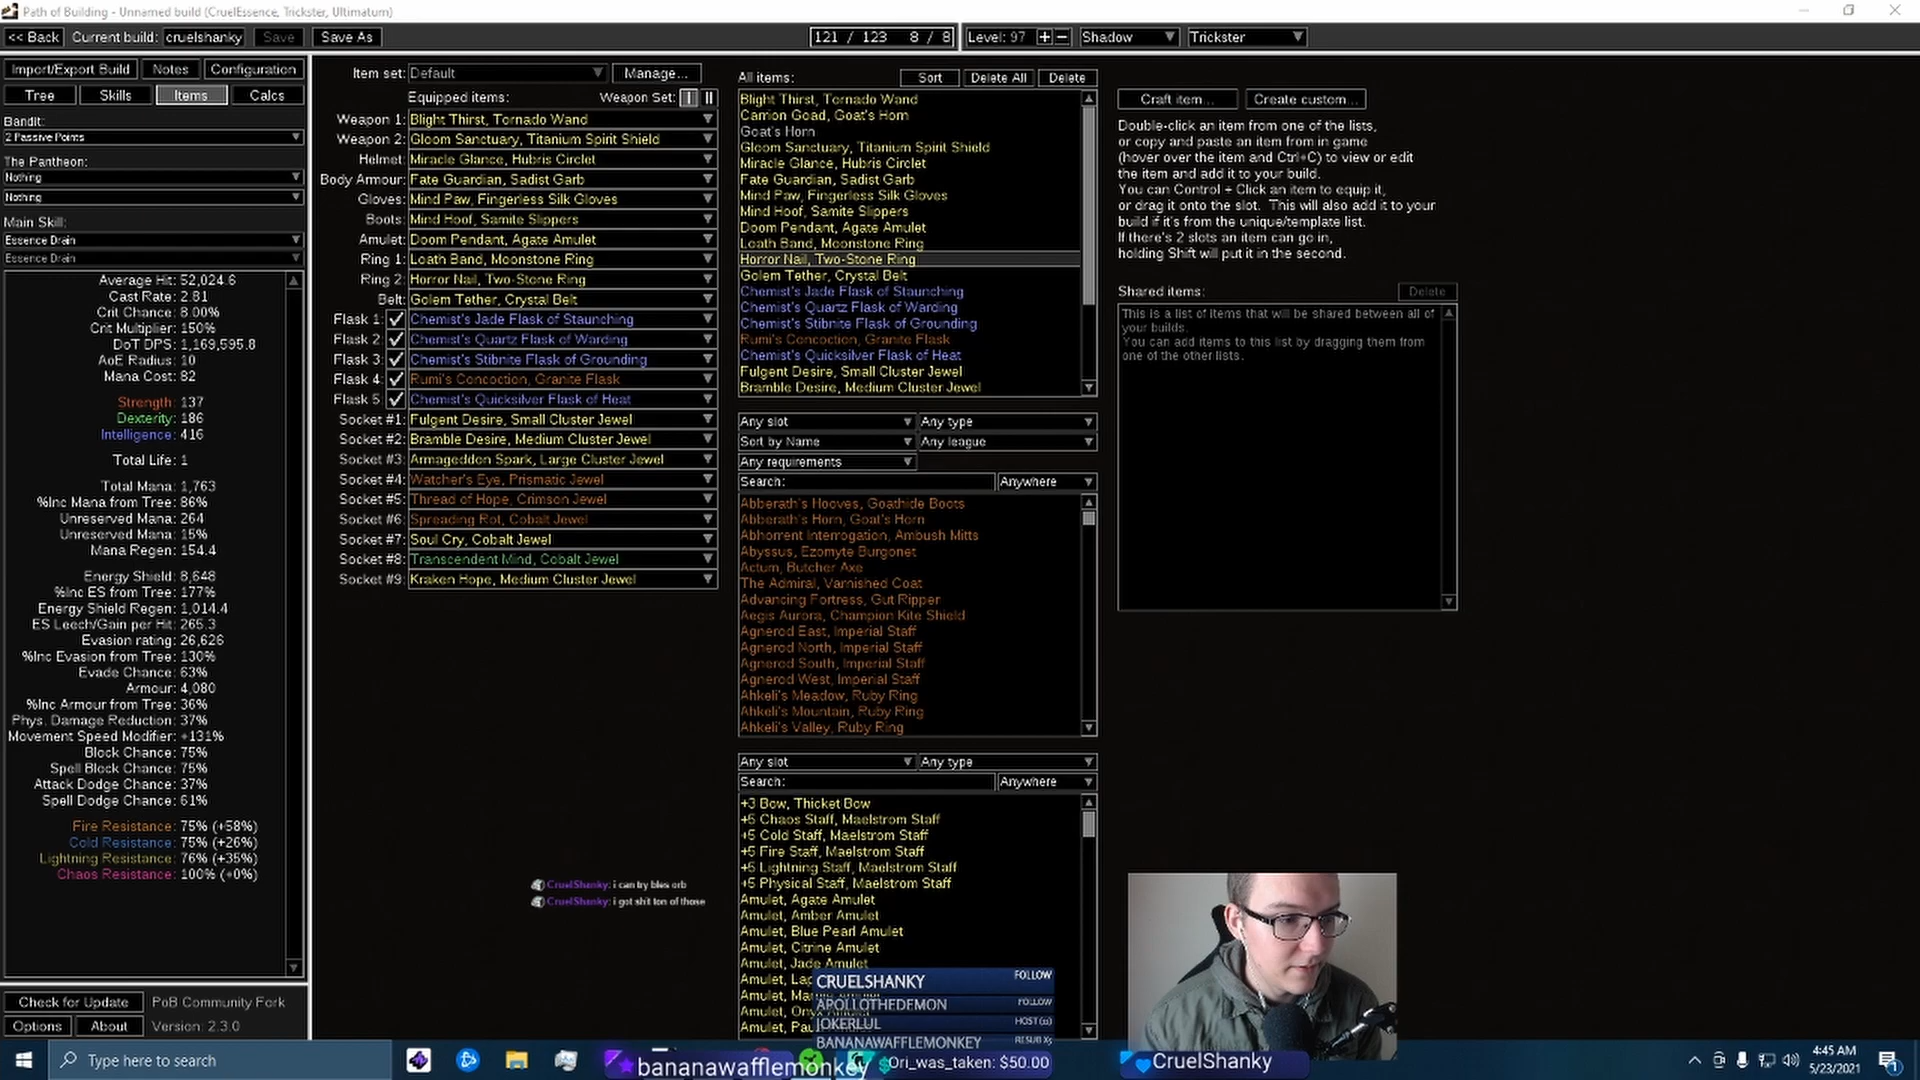 Path of Building - Unnamed build (CruelEssence, Trickster, Ultimatum)
<< Back Current build: cruelshanky Save Save As 121 / 123 8 / 8 Level: 97 + - Shadow Trickster
Import/Export Build Notes Configuration
Tree Skills Items Calcs
Bandit:
2 Passive Points
The Pantheon:
Nothing
Nothing
Main Skill:
Essence Drain
Essence Drain
Average Hit: 52,024.6
Cast Rate: 2.81
Crit Chance: 8.00%
Crit Multiplier: 150%
DoT DPS: 1,169,595.8
AoE Radius: 10
Mana Cost: 82
Strength: 137
Dexterity: 186
Intelligence: 416
Total Life: 1
Total Mana: 1,763
%Inc Mana from Tree: 86%
Unreserved Mana: 264
Unreserved Mana: 15%
Mana Regen: 154.4
Energy Shield: 8,648
%Inc ES from Tree: 177%
Energy Shield Regen: 1,014.4
ES Leech/Gain per Hit: 265.3
Evasion rating: 26,626
%Inc Evasion from Tree: 130%
Evade Chance: 63%
Armour: 4,080
%Inc Armour from Tree: 36%
Phys. Damage Reduction: 37%
Movement Speed Modifier: +131%
Block Chance: 75%
Spell Block Chance: 75%
Attack Dodge Chance: 37%
Spell Dodge Chance: 61%
Fire Resistance: 75% (+58%)
Cold Resistance: 75% (+26%)
Lightning Resistance: 76% (+35%)
Chaos Resistance: 100% (+0%)
Check for Update PoB Community Fork
Options About Version: 2.3.0
Item set: Default Manage...
Equipped items: Weapon Set: I II
Weapon 1: Blight Thirst, Tornado Wand
Weapon 2: Gloom Sanctuary, Titanium Spirit Shield
Helmet: Miracle Glance, Hubris Circlet
Body Armour: Fate Guardian, Sadist Garb
Gloves: Mind Paw, Fingerless Silk Gloves
Boots: Mind Hoof, Samite Slippers
Amulet: Doom Pendant, Agate Amulet
Ring 1: Loath Band, Moonstone Ring
Ring 2: Horror Nail, Two-Stone Ring
Belt: Golem Tether, Crystal Belt
Flask 1: Chemist's Jade Flask of Staunching
Flask 2: Chemist's Quartz Flask of Warding
Flask 3: Chemist's Stibnite Flask of Grounding
Flask 4: Rumi's Concoction, Granite Flask
Flask 5: Chemist's Quicksilver Flask of Heat
Socket #1: Fulgent Desire, Small Cluster Jewel
Socket #2: Bramble Desire, Medium Cluster Jewel
Socket #3: Armageddon Spark, Large Cluster Jewel
Socket #4: Watcher's Eye, Prismatic Jewel
Socket #5: Thread of Hope, Crimson Jewel
Socket #6: Spreading Rot, Cobalt Jewel
Socket #7: Soul Cry, Cobalt Jewel
Socket #8: Transcendent Mind, Cobalt Jewel
Socket #9: Kraken Hope, Medium Cluster Jewel
CruelShanky: i can try bles orb
CruelShanky: i got shit ton of those
All items: Sort Delete All Delete
Blight Thirst, Tornado Wand
Carrion Goad, Goat's Horn
Goat's Horn
Gloom Sanctuary, Titanium Spirit Shield
Miracle Glance, Hubris Circlet
Fate Guardian, Sadist Garb
Mind Paw, Fingerless Silk Gloves
Mind Hoof, Samite Slippers
Doom Pendant, Agate Amulet
Loath Band, Moonstone Ring
Horror Nail, Two-Stone Ring
Golem Tether, Crystal Belt
Chemist's Jade Flask of Staunching
Chemist's Quartz Flask of Warding
Chemist's Stibnite Flask of Grounding
Rumi's Concoction, Granite Flask
Chemist's Quicksilver Flask of Heat
Fulgent Desire, Small Cluster Jewel
Bramble Desire, Medium Cluster Jewel
Any slot Any type
Sort by Name Any league
Any requirements
Search: Anywhere
Abberath's Hooves, Goathide Boots
Abberath's Horn, Goat's Horn
Abhorrent Interrogation, Ambush Mitts
Abyssus, Ezomyte Burgonet
Actum, Butcher Axe
The Admiral, Varnished Coat
Advancing Fortress, Gut Ripper
Aegis Aurora, Champion Kite Shield
Agnerod East, Imperial Staff
Agnerod North, Imperial Staff
Agnerod South, Imperial Staff
Agnerod West, Imperial Staff
Ahkeli's Meadow, Ruby Ring
Ahkeli's Mountain, Ruby Ring
Ahkeli's Valley, Ruby Ring
Any slot Any type
Search: Anywhere
+3 Bow, Thicket Bow
+5 Chaos Staff, Maelstrom Staff
+5 Cold Staff, Maelstrom Staff
+5 Fire Staff, Maelstrom Staff
+5 Lightning Staff, Maelstrom Staff
+5 Physical Staff, Maelstrom Staff
Amulet, Agate Amulet
Amulet, Amber Amulet
Amulet, Blue Pearl Amulet
Amulet, Citrine Amulet
Amulet, Jade Amulet
Amulet,
Amulet,
Amulet,
Amulet,
CRUELSHANKY FOLLOW
APOLLOTHEDEMON FOLLOW
JOKERLUL HOST
BANANAWAFFLEMONKEY RESUB
Craft item... Create custom...
Double-click an item from one of the lists,
or copy and paste an item from in game
(hover over the item and Ctrl+C) to view or edit
the item and add it to your build.
You can Control + Click an item to equip it,
or drag it onto the slot. This will also add it to your
build if it's from the unique/template list.
If there's 2 slots an item can go in,
holding Shift will put it in the second.
Shared items: Delete
This is a list of items that will be shared between all of
your builds.
You can add items to this list by dragging them from
one of the other lists.
Type here to search
bananawafflemonkey
Ori_was_taken: $50.00
CruelShanky
4:45 AM
5/23/2021